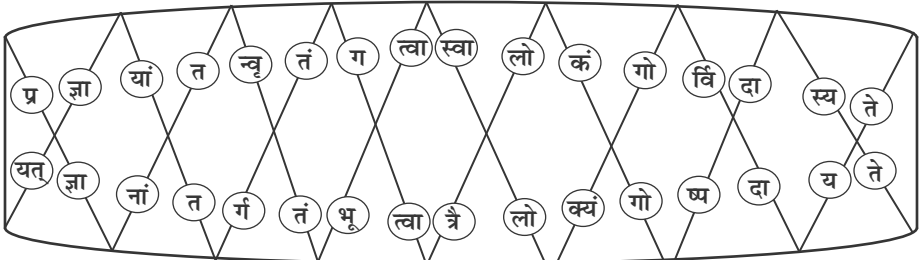 प्र ज्ञा यां त न्वृ तं ग त्वा स्वा लो कं गो र्वि दा स्य ते
यत् ज्ञा नां त र्ग तं भू त्वा त्रै लो क्यं गो ष्प दा य ते